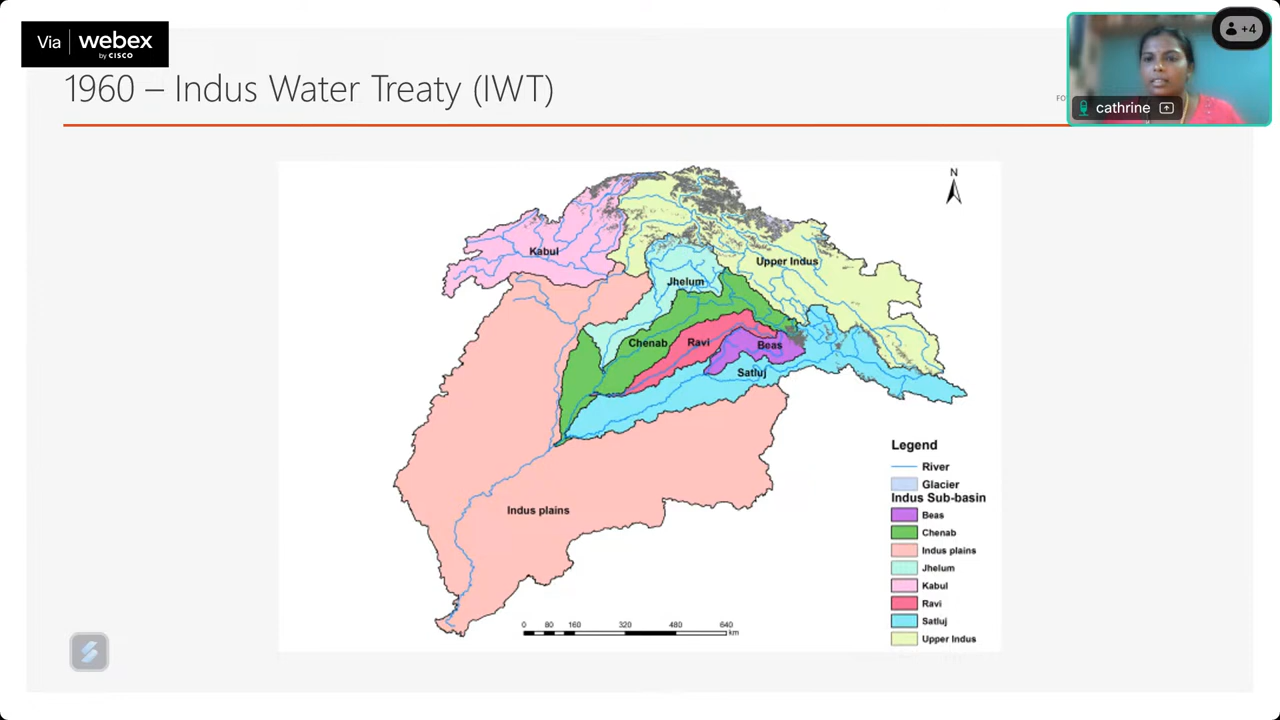 Via webex
by CISCO
+4
1960 – Indus Water Treaty (IWT)
FO
cathrine
N
Kabul
Upper Indus
Jhelum
Chenab
Ravi
Beas
Satluj
Indus plains
Legend
River
Glacier
Indus Sub-basin
Beas
Chenab
Indus plains
Jhelum
Kabul
Ravi
Satluj
Upper Indus
0 80 160 320 480 640
km